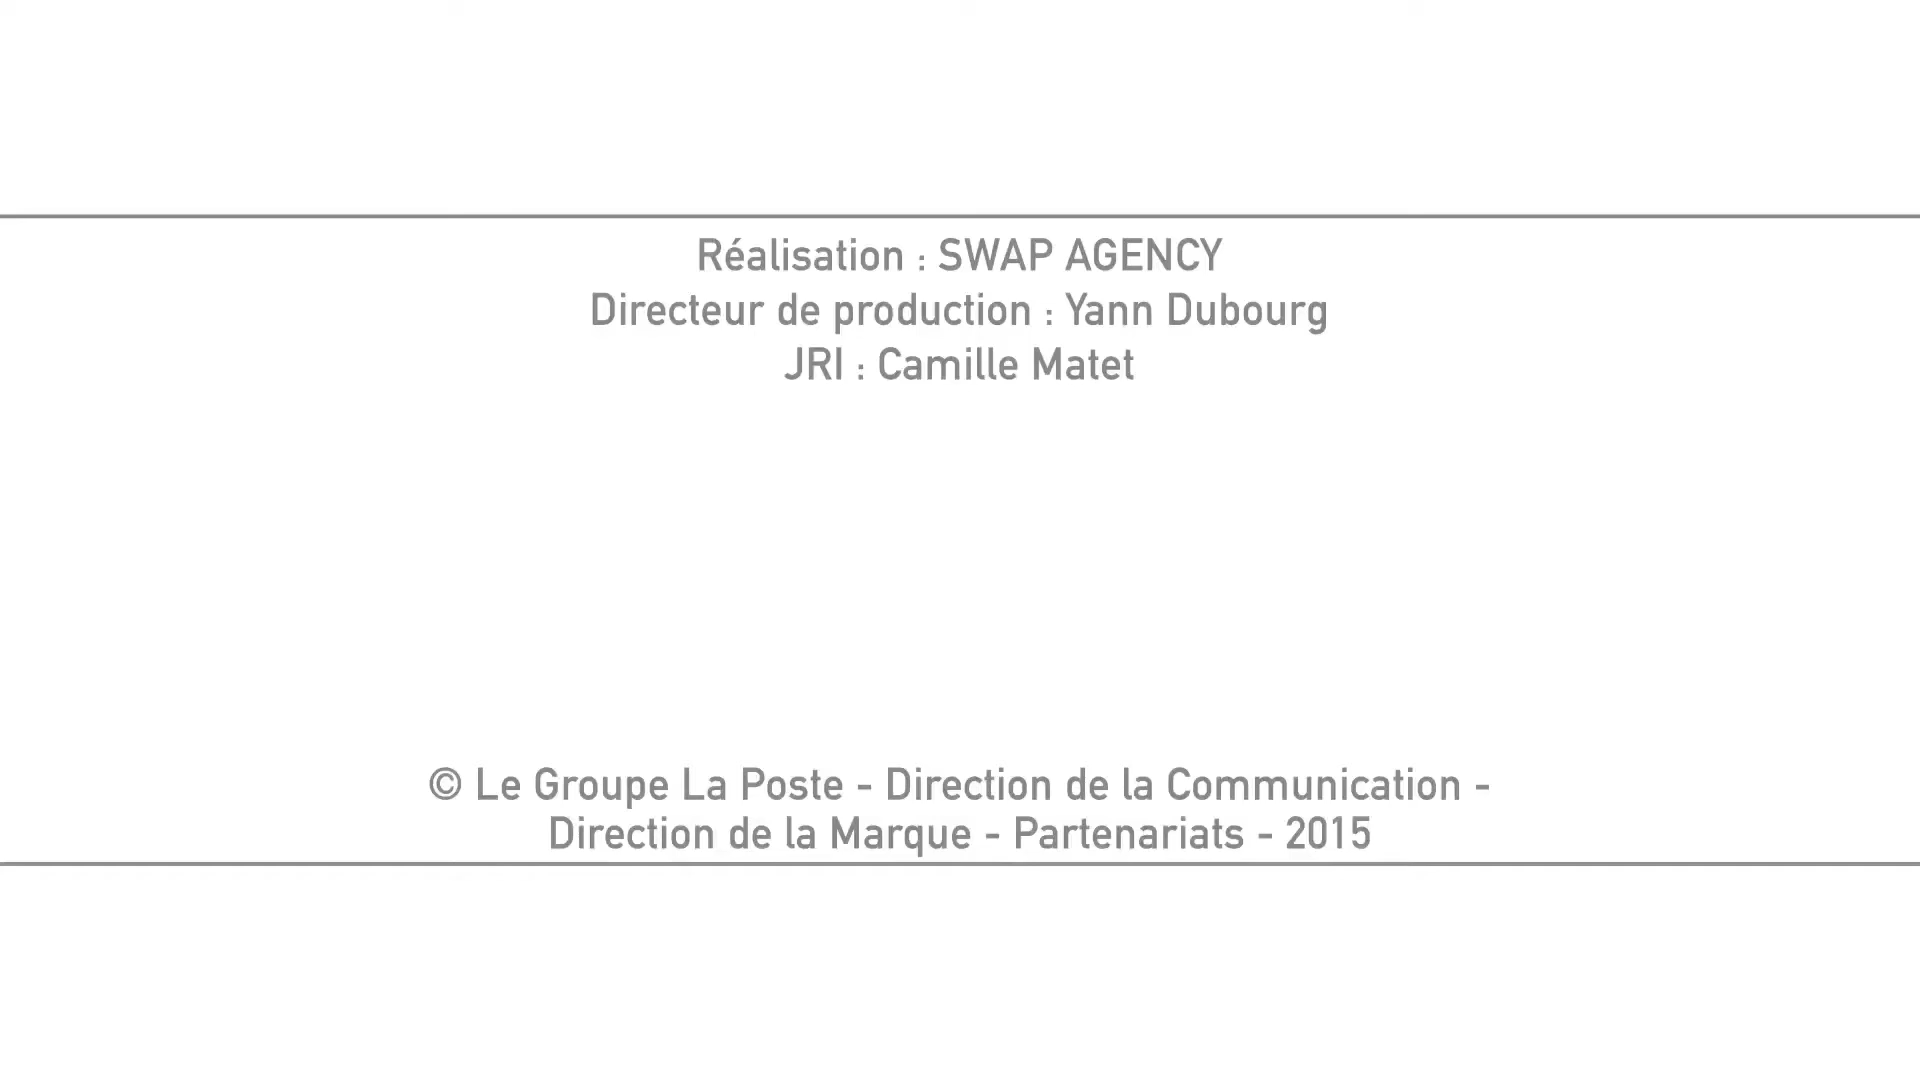 Réalisation : SWAP AGENCY
Directeur de production : Yann Dubourg
JRI : Camille Matet
© Le Groupe La Poste - Direction de la Communication -
Direction de la Marque - Partenariats - 2015